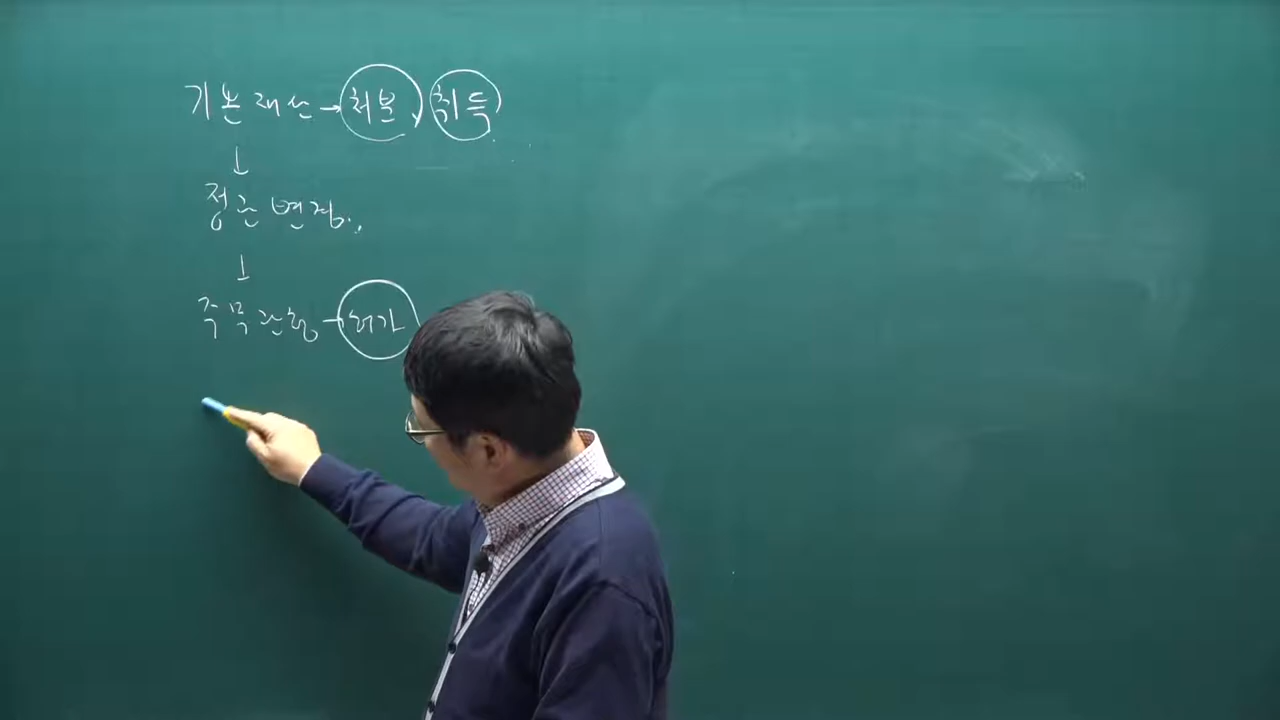 기본재산 → 처분, 취득
↓
정관변경
↓
주무관청 - 허가